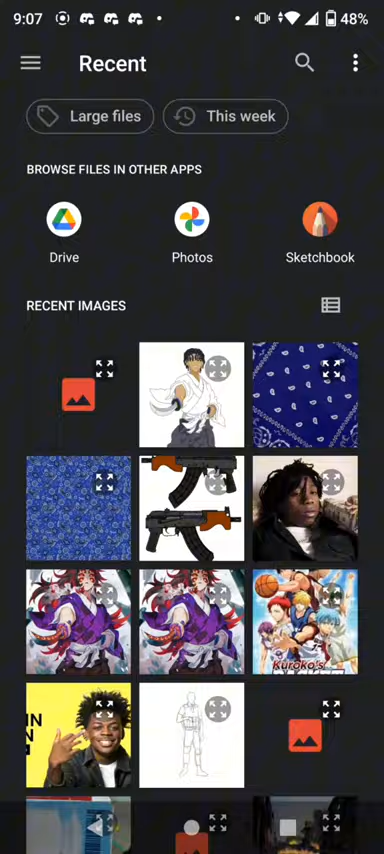 9:07
48%
Recent
Large files
This week
BROWSE FILES IN OTHER APPS
Drive
Photos
Sketchbook
RECENT IMAGES
Kuroko's
IN
N